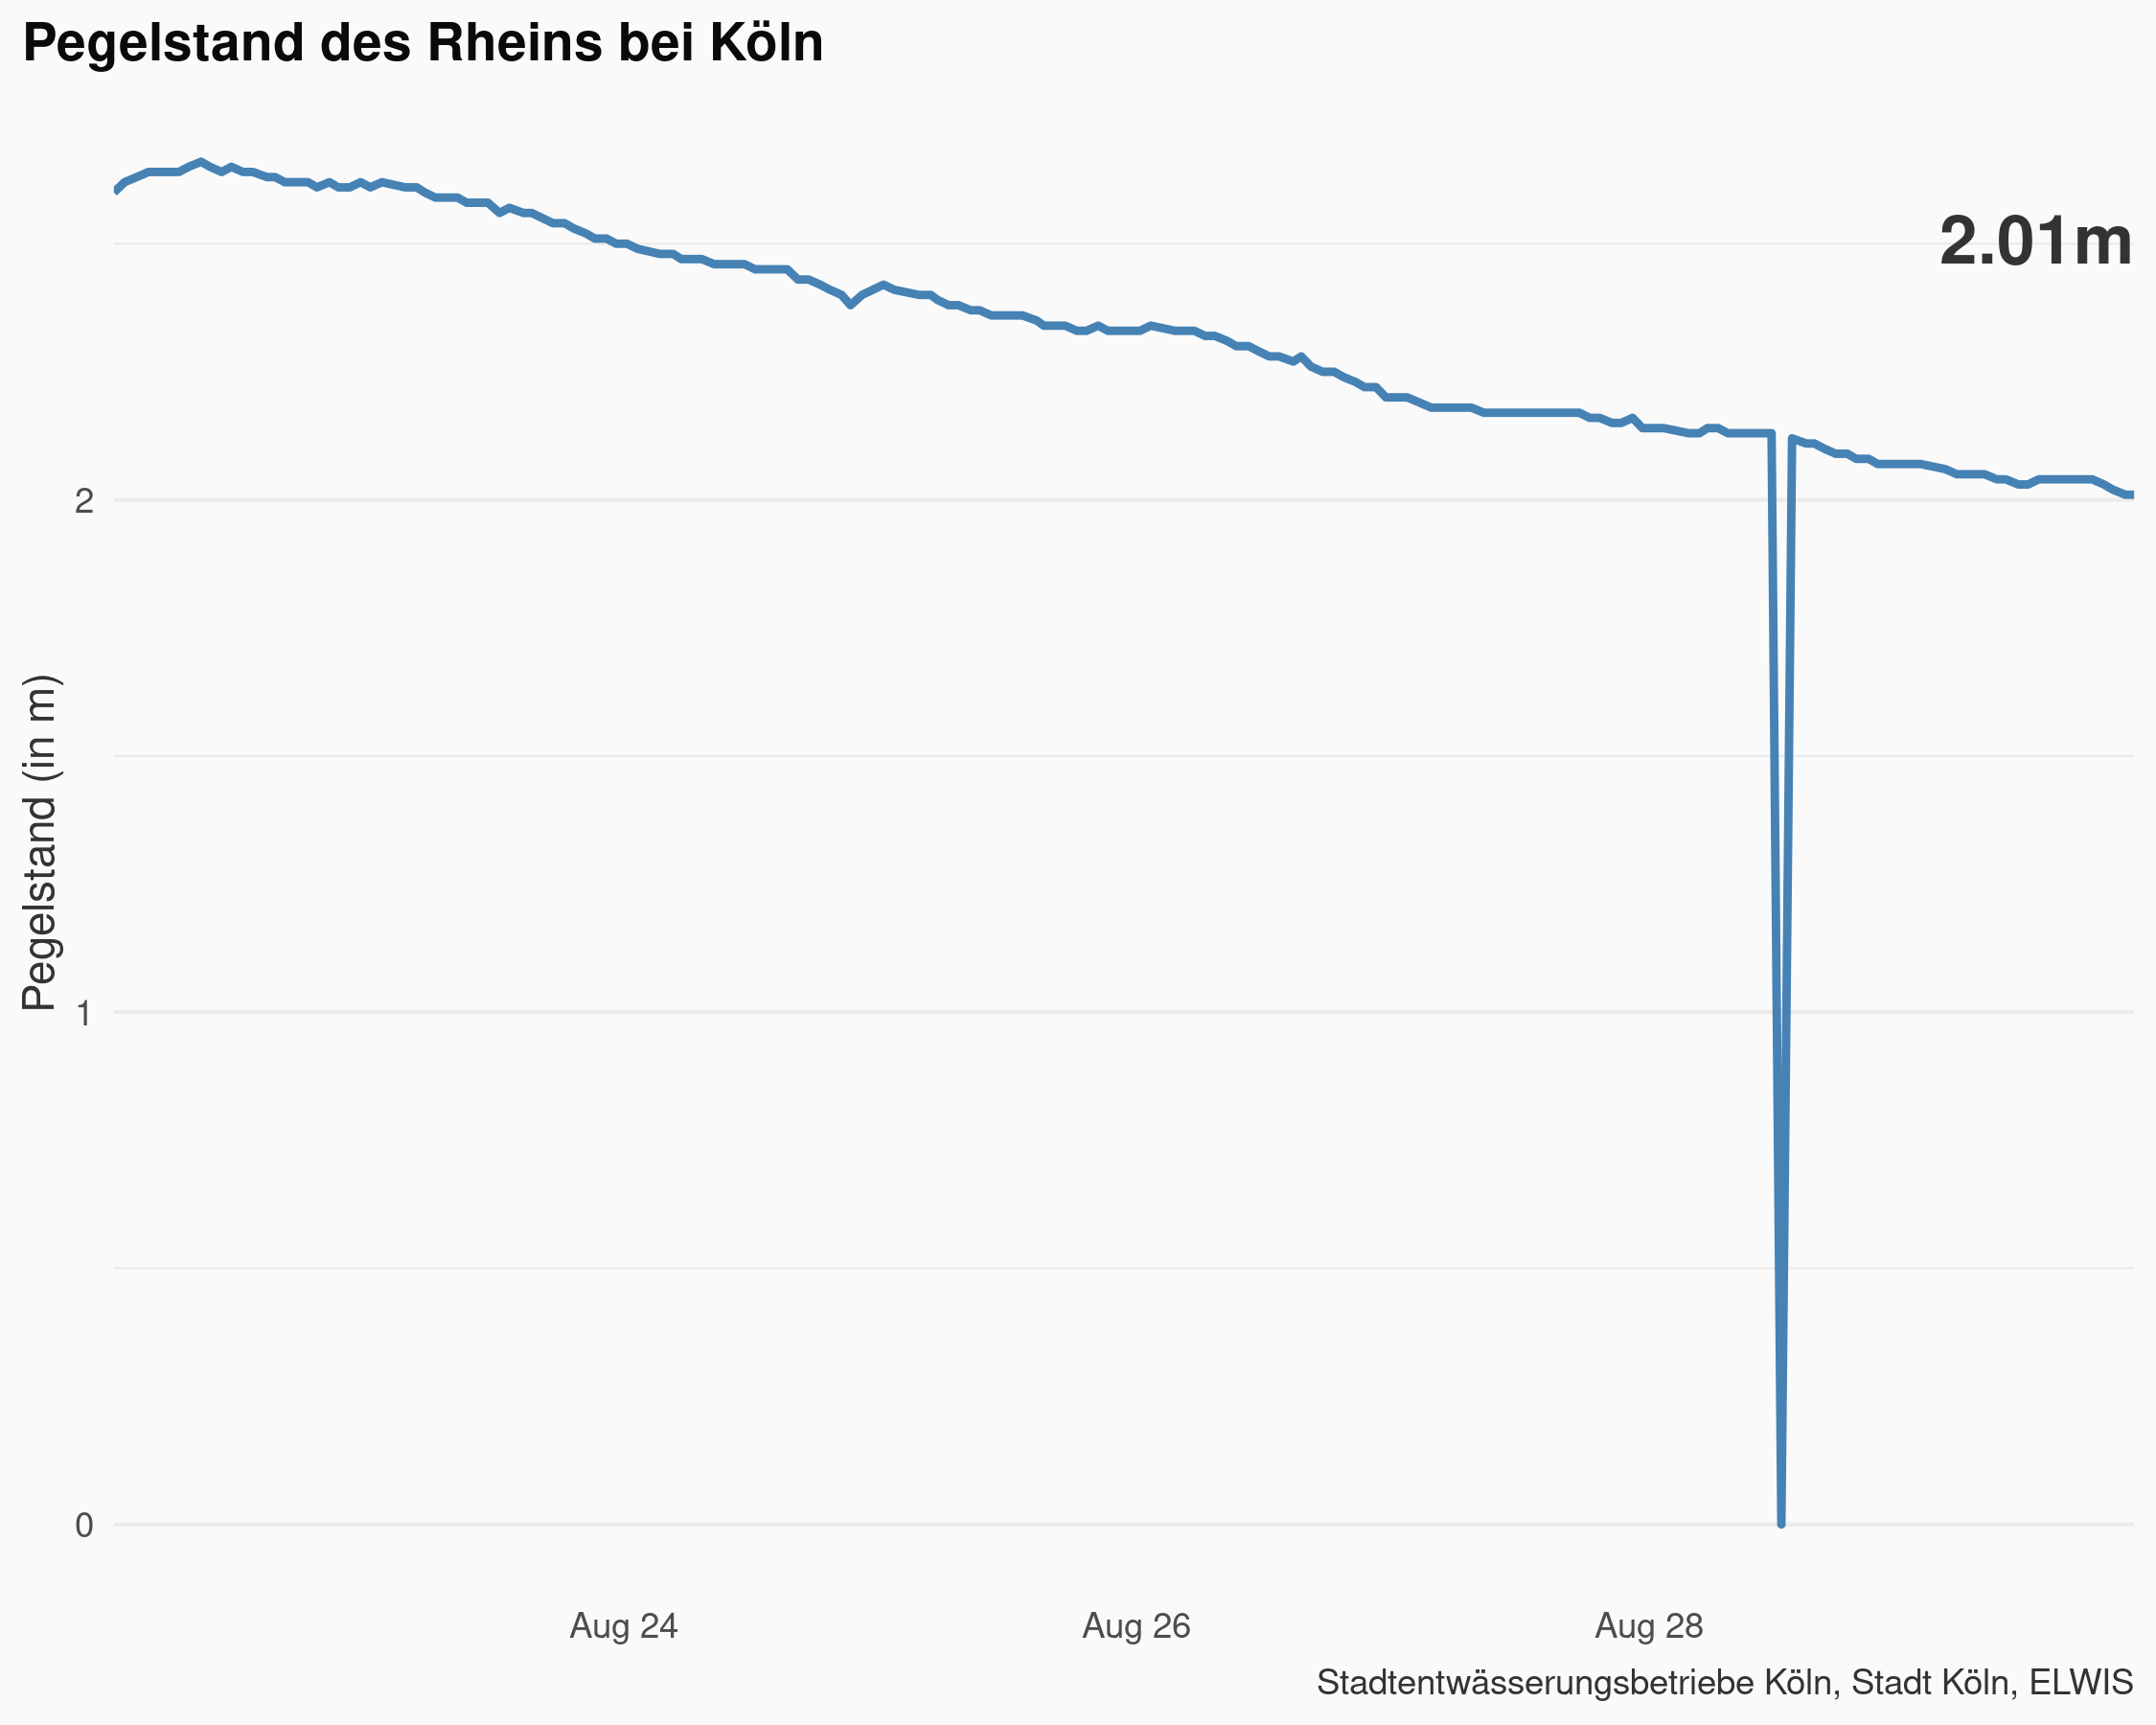 Pegelstand des Rheins bei Köln
2.01m
Pegelstand (in m)
2
1
0
Aug 24
Aug 26
Aug 28
Stadtentwässerungsbetriebe Köln, Stadt Köln, ELWIS